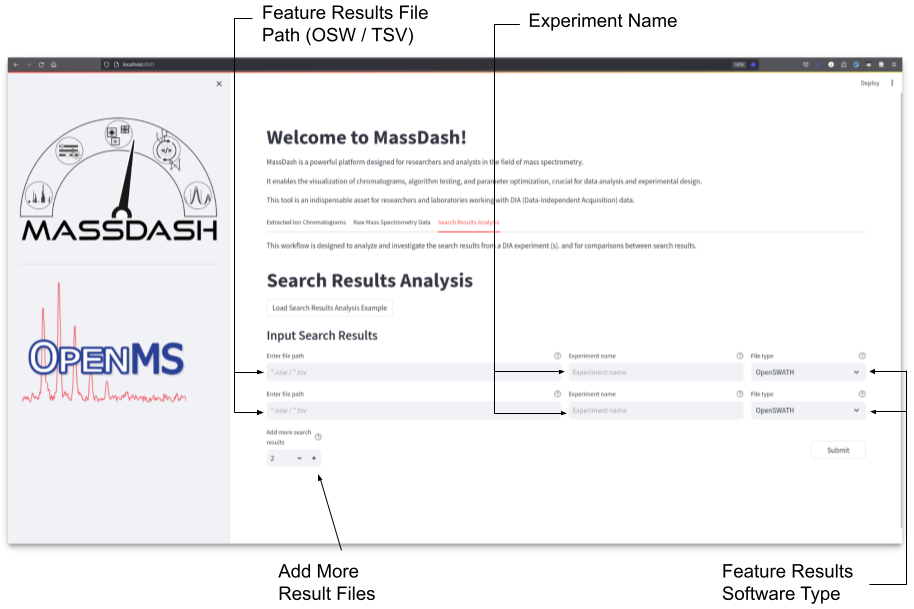 Feature Results File
Path (OSW / TSV)
Experiment Name
Deploy
MASSDASH
OPENMS
Welcome to MassDash!
MassDash is a powerful platform designed for researchers and analysts in the field of mass spectrometry.
It enables the visualization of chromatograms, algorithm testing, and parameter optimization, crucial for data analysis and experimental design.
This tool is an indispensable asset for researchers and laboratories working with DIA (Data-Independent Acquisition) data.
Extracted Ion Chromatograms Raw Mass Spectrometry Data Search Results Analysis
This workflow is designed to analyze and investigate the search results from a DIA experiment (s). and for comparisons between search results.
Search Results Analysis
Load Search Results Analysis Example
Input Search Results
Enter file path Experiment name File type
*.osw / *.tsv Experiment name OpenSWATH
Enter file path Experiment name File type
*.osw / *.tsv Experiment name OpenSWATH
Add more search
results
2 - +
Submit
Add More
Result Files
Feature Results
Software Type